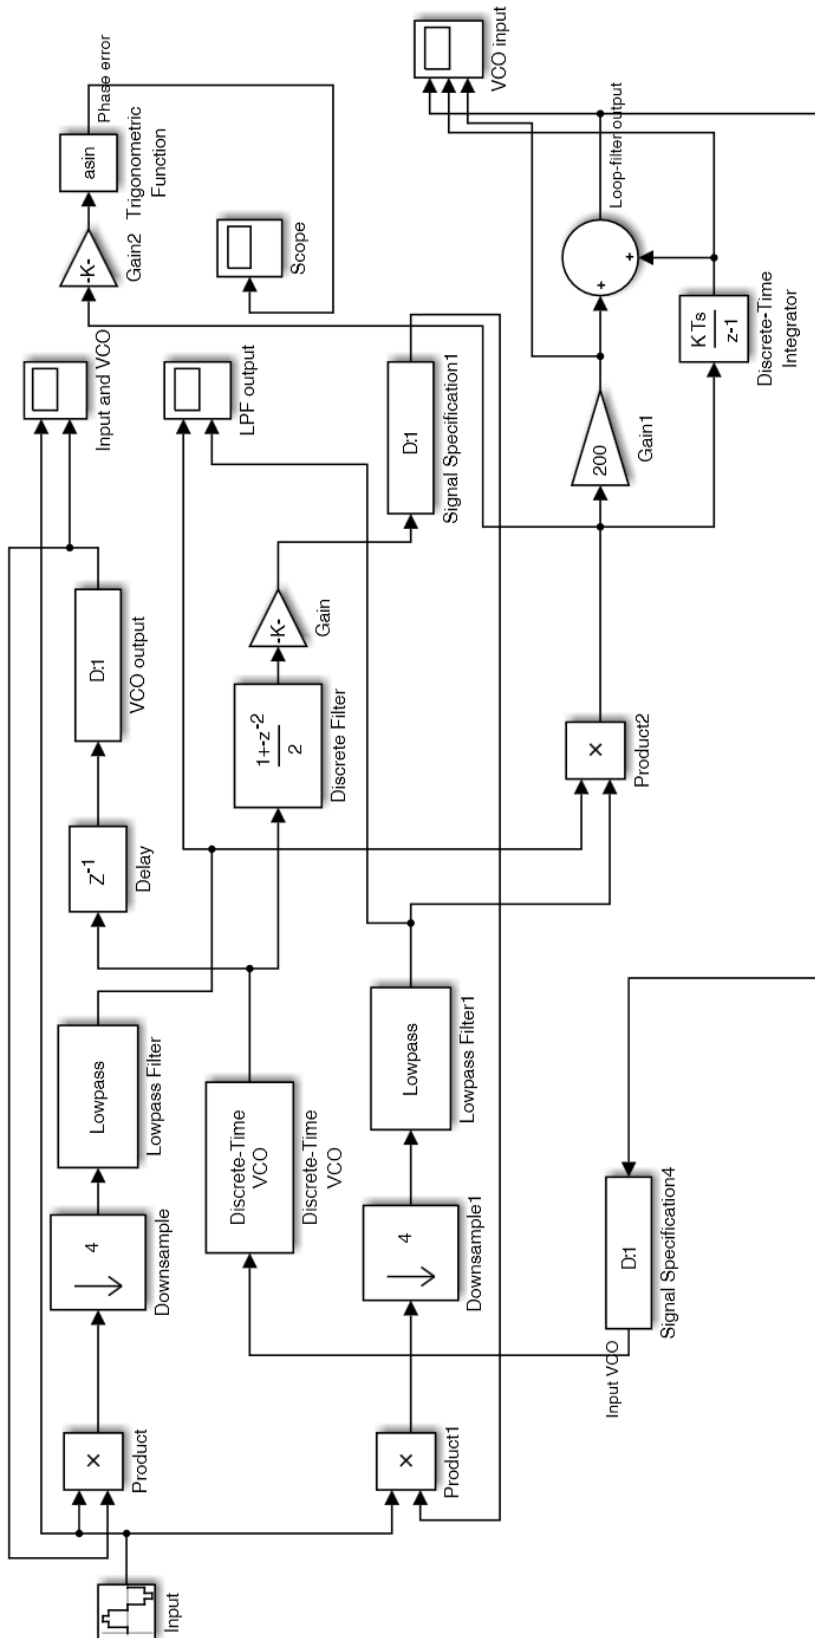 Input
×
Product
4
Downsample
Lowpass
Lowpass Filter
Z-1
Delay
D:1
VCO output
Input and VCO
-K-
Gain2
asin
Trigonometric
Function
Phase error
Discrete-Time
VCO
Discrete-Time
VCO
1+-z-2
2
Discrete Filter
-K-
Gain
LPF output
Scope
×
Product1
4
Downsample1
Lowpass
Lowpass Filter1
D:1
Signal Specification1
VCO input
Input VCO
D:1
Signal Specification4
×
Product2
200
Gain1
+
+
Loop-filter output
K Ts
z-1
Discrete-Time
Integrator